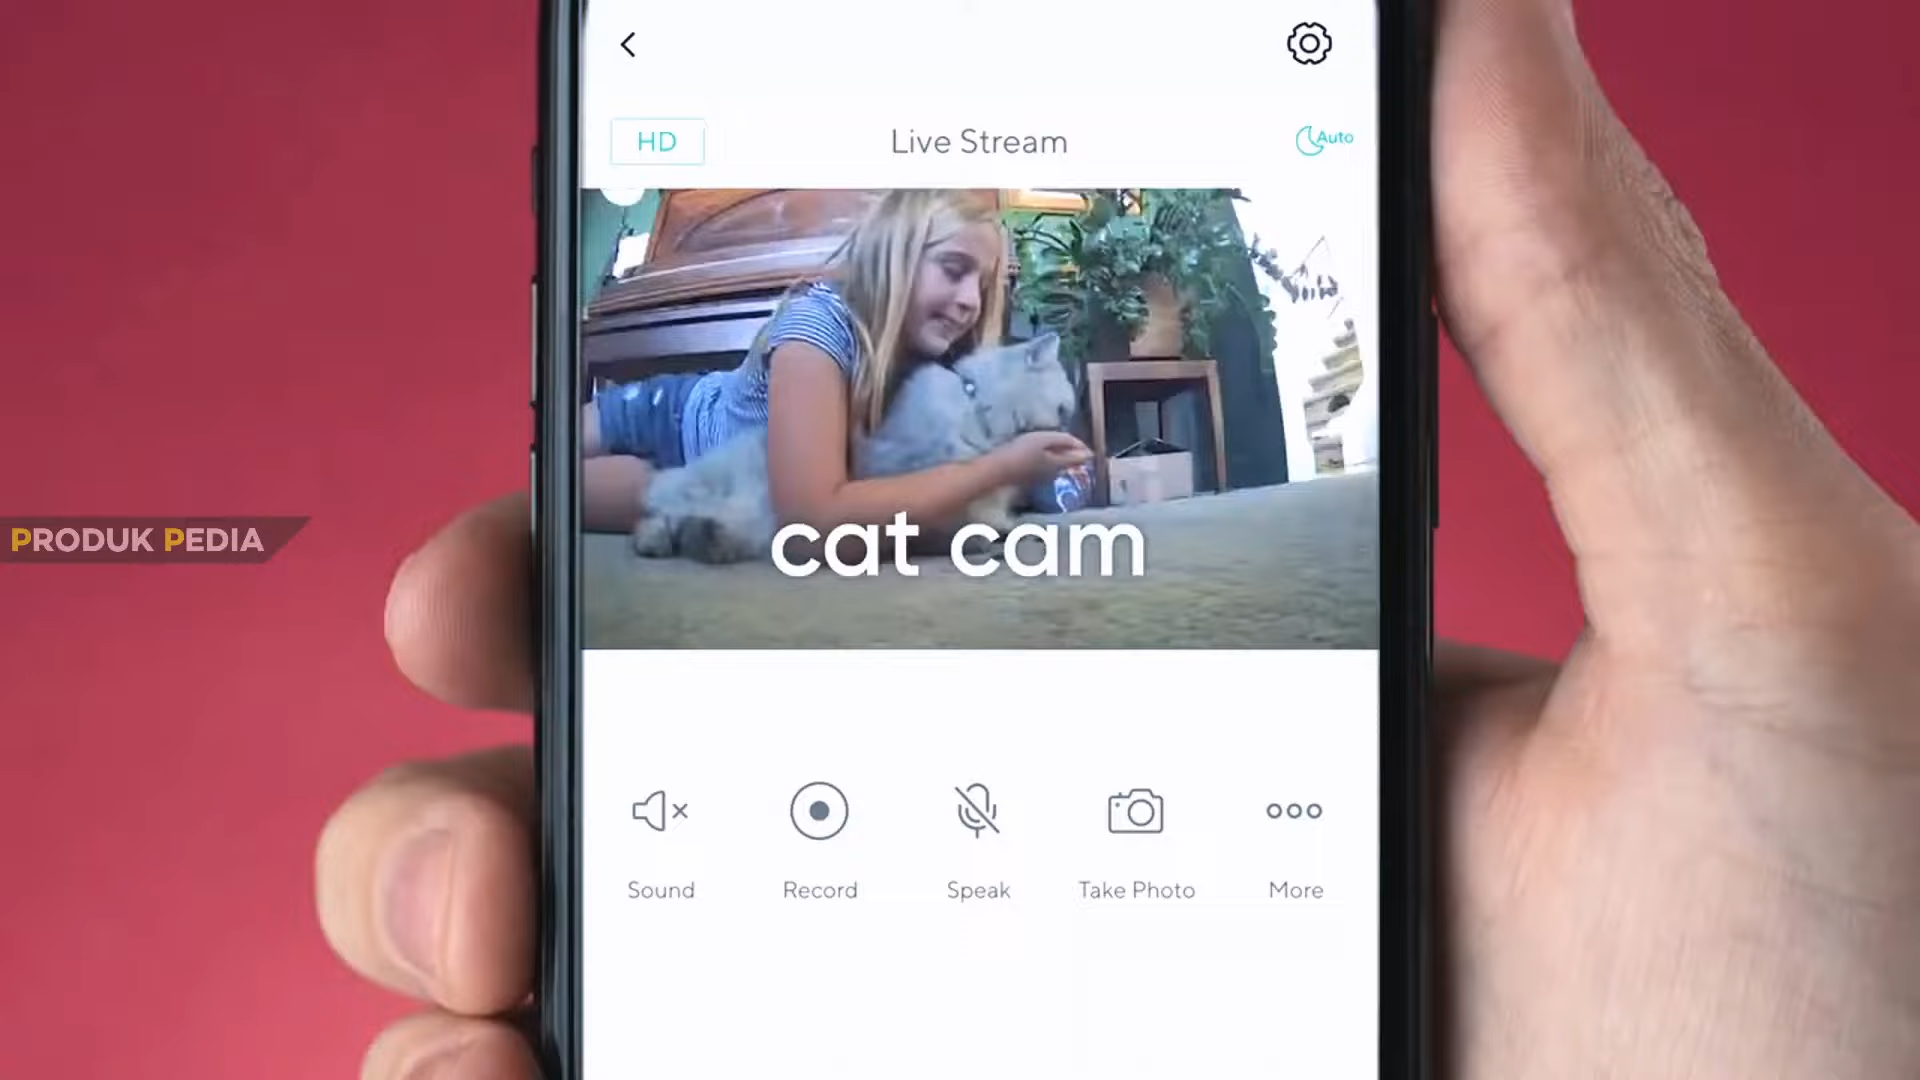 HD
Live Stream
Auto
PRODUK PEDIA
cat cam
Sound
Record
Speak
Take Photo
More